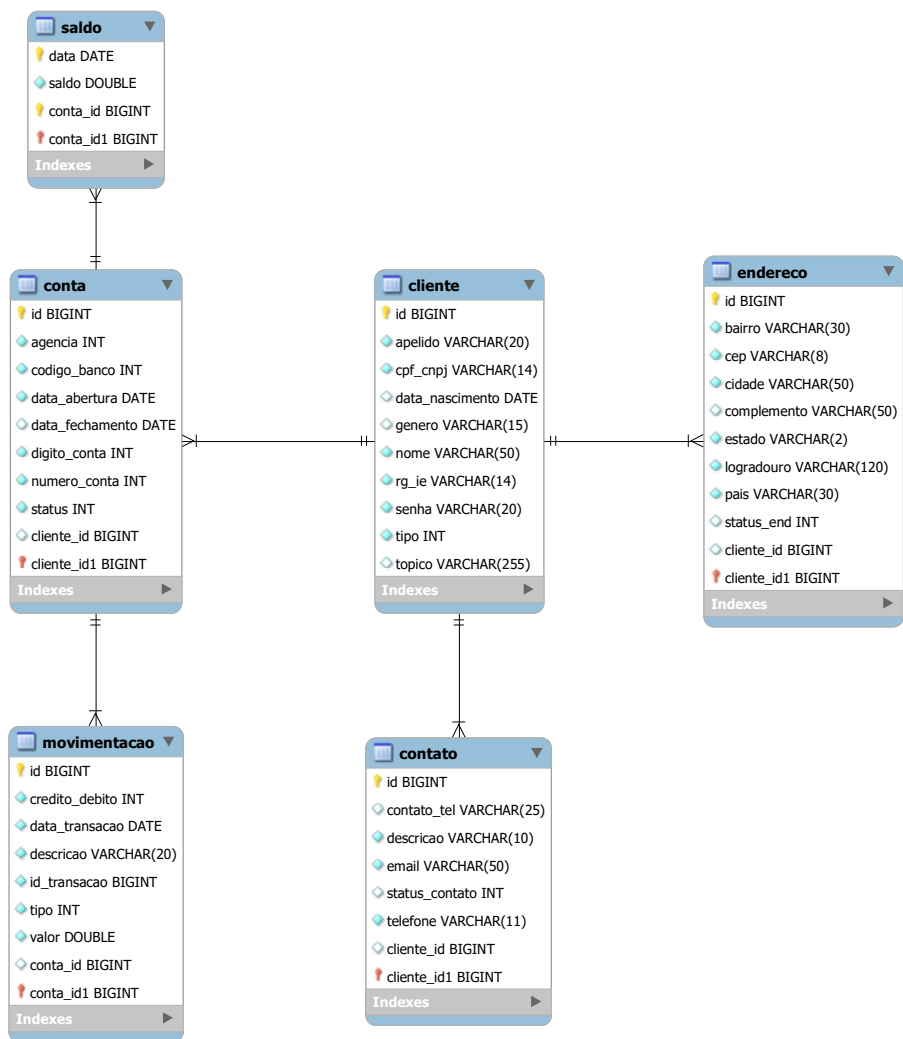 saldo
data DATE
saldo DOUBLE
conta_id BIGINT
conta_id1 BIGINT
Indexes
conta
id BIGINT
agencia INT
codigo_banco INT
data_abertura DATE
data_fechamento DATE
digito_conta INT
numero_conta INT
status INT
cliente_id BIGINT
cliente_id1 BIGINT
Indexes
cliente
id BIGINT
apelido VARCHAR(20)
cpf_cnpj VARCHAR(14)
data_nascimento DATE
genero VARCHAR(15)
nome VARCHAR(50)
rg_ie VARCHAR(14)
senha VARCHAR(20)
tipo INT
topico VARCHAR(255)
Indexes
endereco
id BIGINT
bairro VARCHAR(30)
cep VARCHAR(8)
cidade VARCHAR(50)
complemento VARCHAR(50)
estado VARCHAR(2)
logradouro VARCHAR(120)
pais VARCHAR(30)
status_end INT
cliente_id BIGINT
cliente_id1 BIGINT
Indexes
movimentacao
id BIGINT
credito_debito INT
data_transacao DATE
descricao VARCHAR(20)
id_transacao BIGINT
tipo INT
valor DOUBLE
conta_id BIGINT
conta_id1 BIGINT
Indexes
contato
id BIGINT
contato_tel VARCHAR(25)
descricao VARCHAR(10)
email VARCHAR(50)
status_contato INT
telefone VARCHAR(11)
cliente_id BIGINT
cliente_id1 BIGINT
Indexes